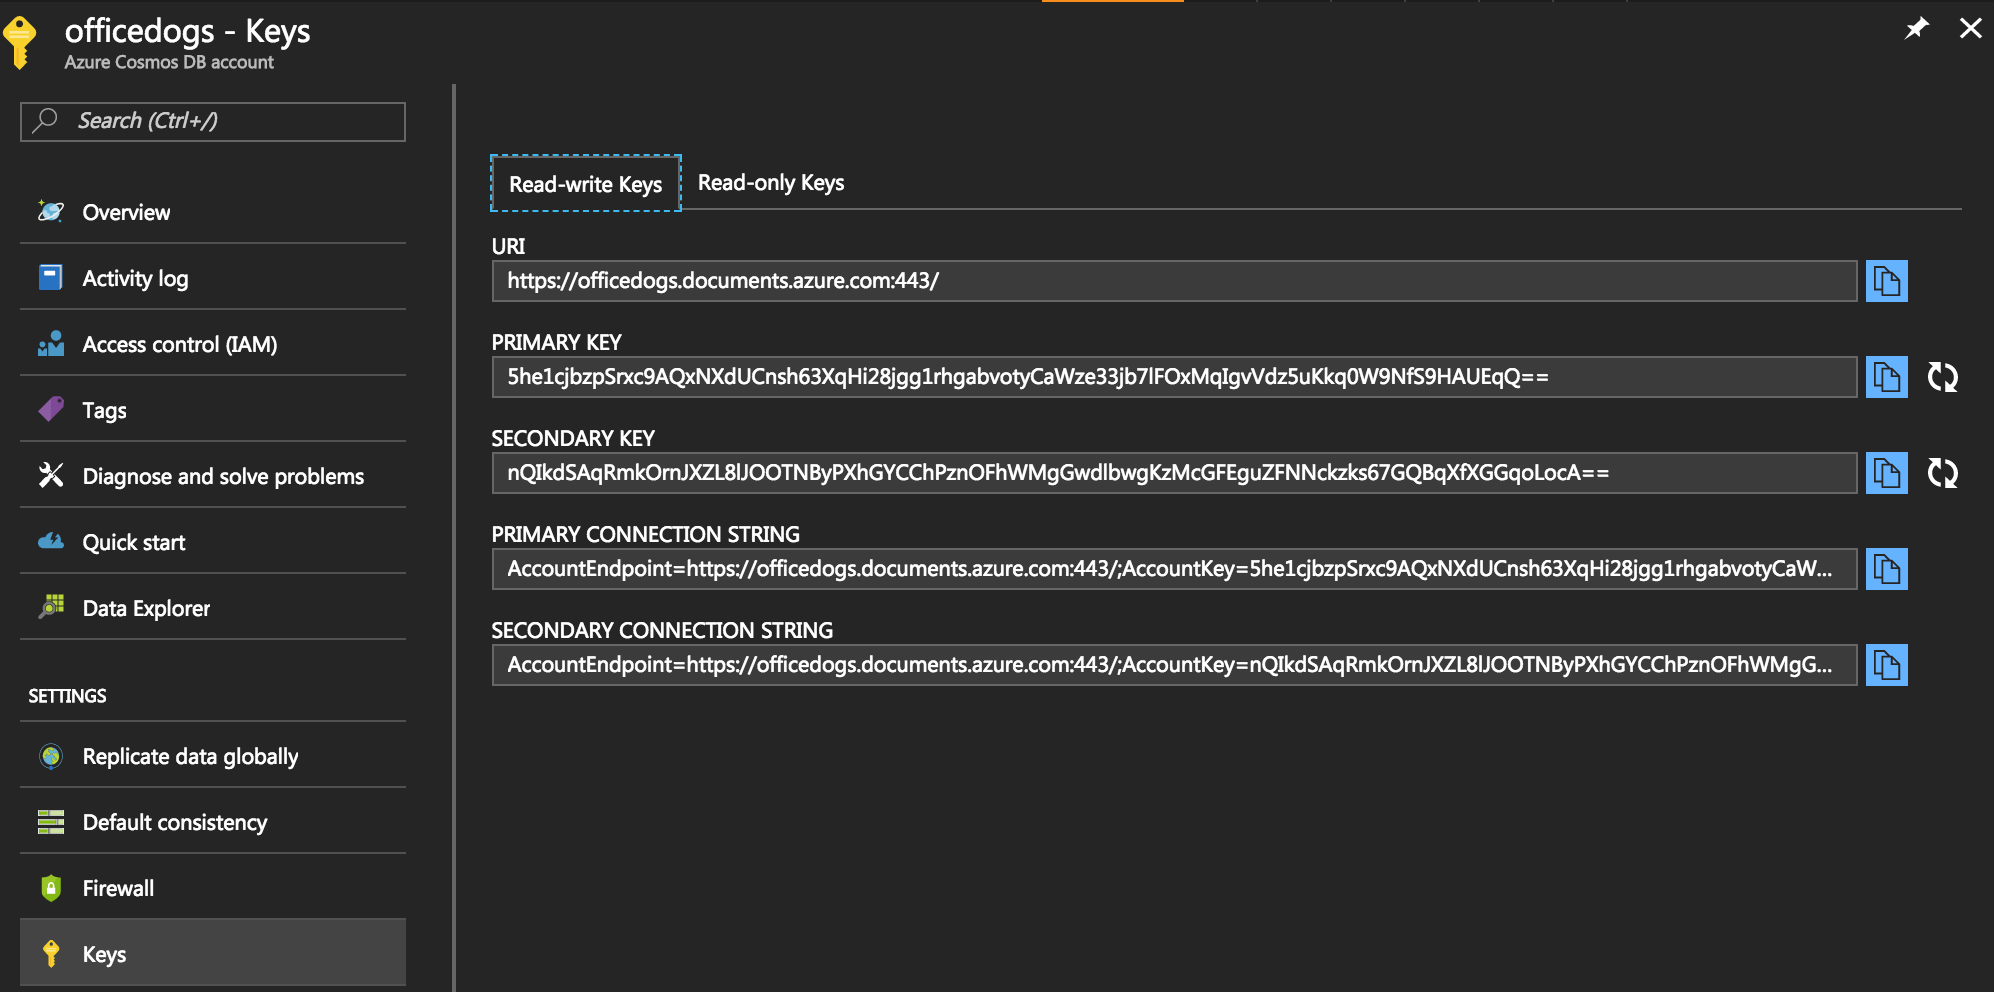 officedogs - Keys
Azure Cosmos DB account
Search (Ctrl+/)
Overview
Activity log
Access control (IAM)
Tags
Diagnose and solve problems
Quick start
Data Explorer
SETTINGS
Replicate data globally
Default consistency
Firewall
Keys
Read-write Keys
Read-only Keys
URI
https://officedogs.documents.azure.com:443/
PRIMARY KEY
5he1cjbzpSrxc9AQxNXdUCnsh63XqHi28jgg1rhgabvotyCaWze33jb7lFOxMqIgvVdz5uKkq0W9NfS9HAUEqQ==
SECONDARY KEY
nQIkdSAqRmkOrnJXZL8lJOOTNByPXhGYCChPznOFhWMgGwdlbwgKzMcGFEguZFNNckzks67GQBqXfXGGqoLocA==
PRIMARY CONNECTION STRING
AccountEndpoint=https://officedogs.documents.azure.com:443/;AccountKey=5he1cjbzpSrxc9AQxNXdUCnsh63XqHi28jgg1rhgabvotyCaW...
SECONDARY CONNECTION STRING
AccountEndpoint=https://officedogs.documents.azure.com:443/;AccountKey=nQIkdSAqRmkOrnJXZL8lJOOTNByPXhGYCChPznOFhWMgG...